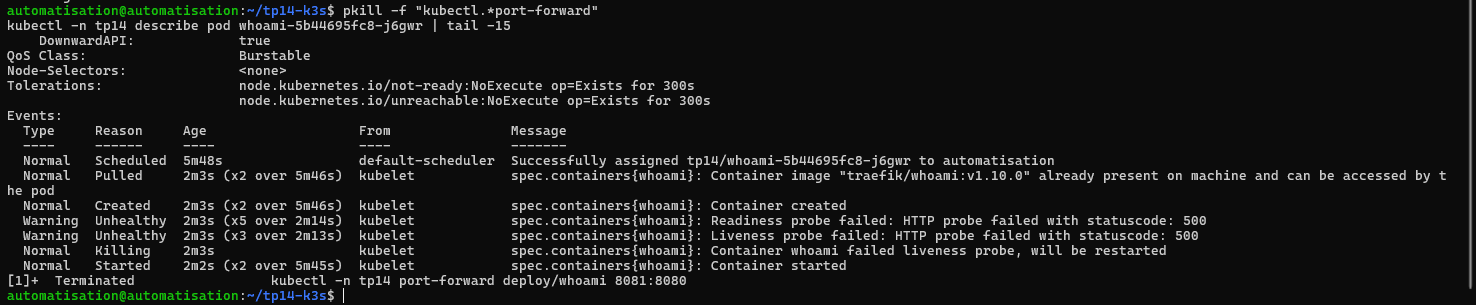 automatisation@automatisation:~/tp14-k3s$ pkill -f "kubectl.*port-forward"
kubectl -n tp14 describe pod whoami-5b44695fc8-j6gwr | tail -15
    DownwardAPI:             true
QoS Class:                   Burstable
Node-Selectors:              <none>
Tolerations:                 node.kubernetes.io/not-ready:NoExecute op=Exists for 300s
                             node.kubernetes.io/unreachable:NoExecute op=Exists for 300s
Events:
  Type     Reason     Age                  From               Message
  ----     ------     ----                 ----               -------
  Normal   Scheduled  5m48s                default-scheduler  Successfully assigned tp14/whoami-5b44695fc8-j6gwr to automatisation
  Normal   Pulled     2m3s (x2 over 5m46s)  kubelet            spec.containers{whoami}: Container image "traefik/whoami:v1.10.0" already present on machine and can be accessed by t
he pod
  Normal   Created    2m3s (x2 over 5m46s)  kubelet            spec.containers{whoami}: Container created
  Warning  Unhealthy  2m3s (x5 over 2m14s)  kubelet            spec.containers{whoami}: Readiness probe failed: HTTP probe failed with statuscode: 500
  Warning  Unhealthy  2m3s (x3 over 2m13s)  kubelet            spec.containers{whoami}: Liveness probe failed: HTTP probe failed with statuscode: 500
  Normal   Killing    2m3s                  kubelet            spec.containers{whoami}: Container whoami failed liveness probe, will be restarted
  Normal   Started    2m2s (x2 over 5m45s)  kubelet            spec.containers{whoami}: Container started
[1]+  Terminated                 kubectl -n tp14 port-forward deploy/whoami 8081:8080
automatisation@automatisation:~/tp14-k3s$